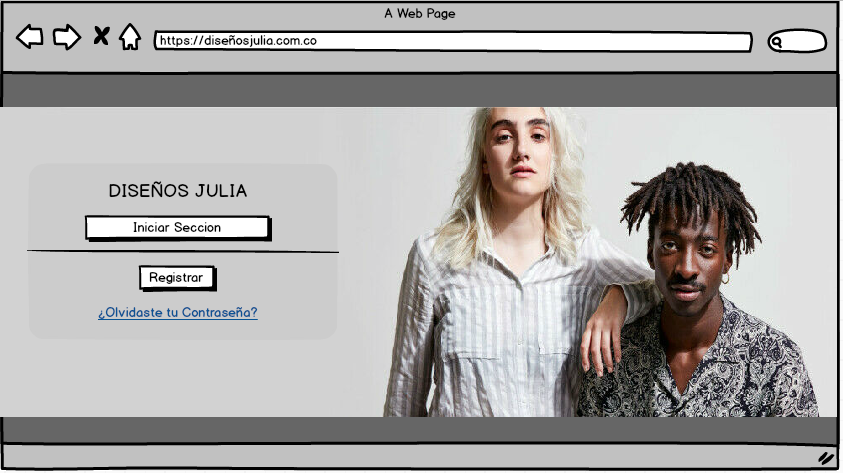 A Web Page
https://diseñosjulia.com.co
DISEÑOS JULIA
Iniciar Seccion
Registrar
¿Olvidaste tu Contraseña?